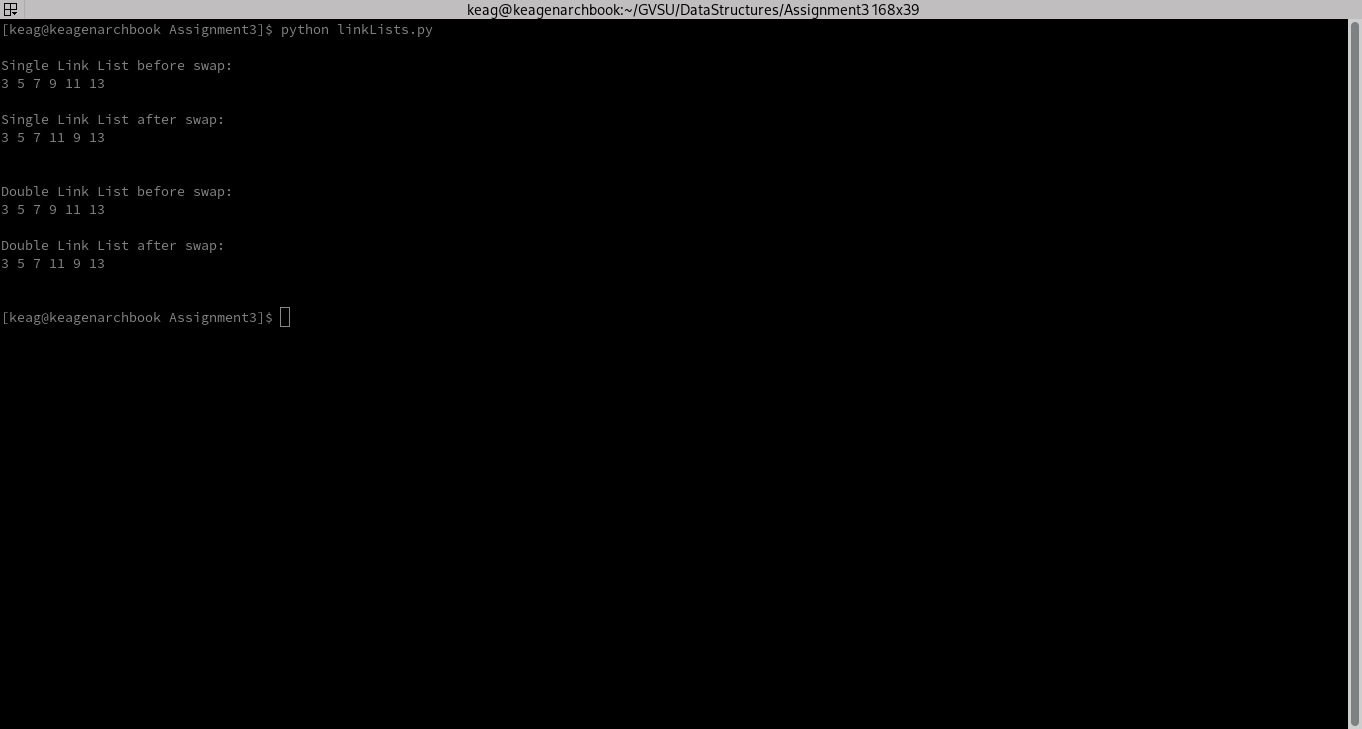 keag@keagenarchbook:~/GVSU/DataStructures/Assignment3 168x39
[keag@keagenarchbook Assignment3]$ python linkLists.py
Single Link List before swap:
3 5 7 9 11 13
Single Link List after swap:
3 5 7 11 9 13
Double Link List before swap:
3 5 7 9 11 13
Double Link List after swap:
3 5 7 11 9 13
[keag@keagenarchbook Assignment3]$